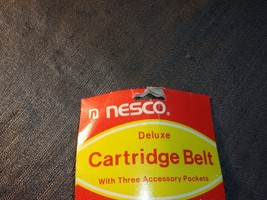 NESCO®
Deluxe
Cartridge Belt
With Three Accessory Pockets